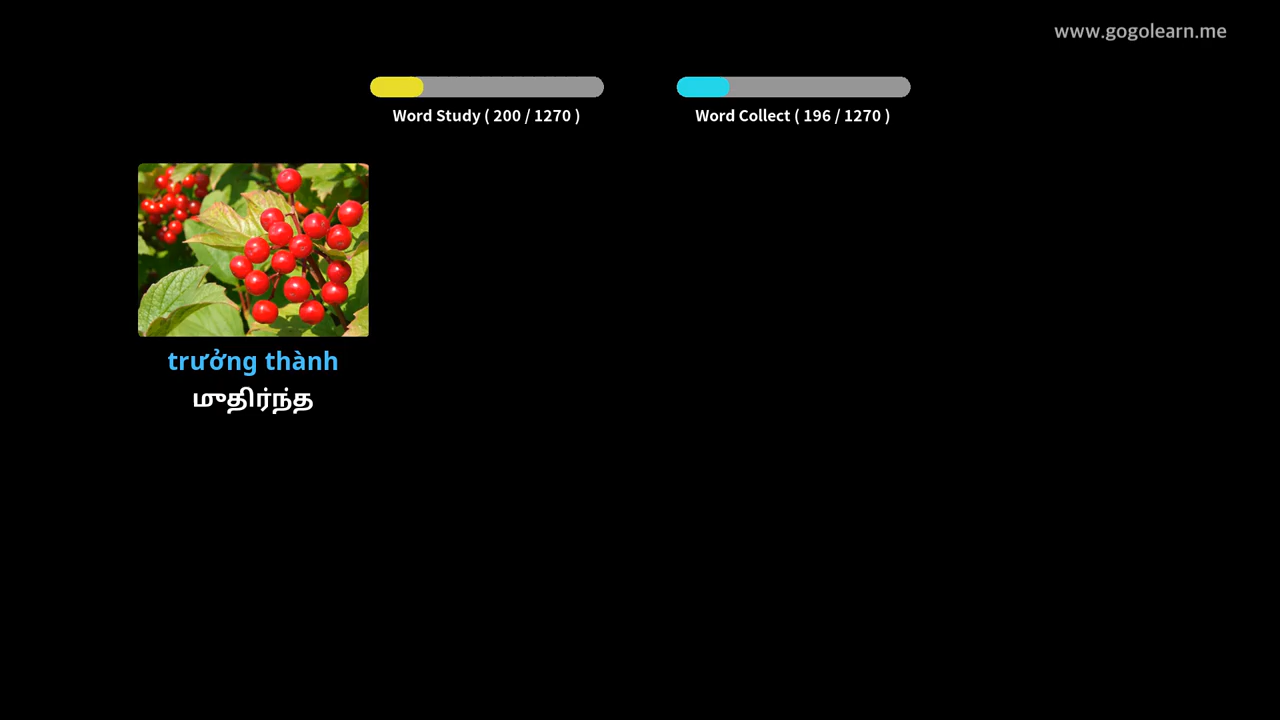 www.gogolearn.me
Word Study ( 200 / 1270 )
Word Collect ( 196 / 1270 )
trưởng thành
முதிர்ந்த